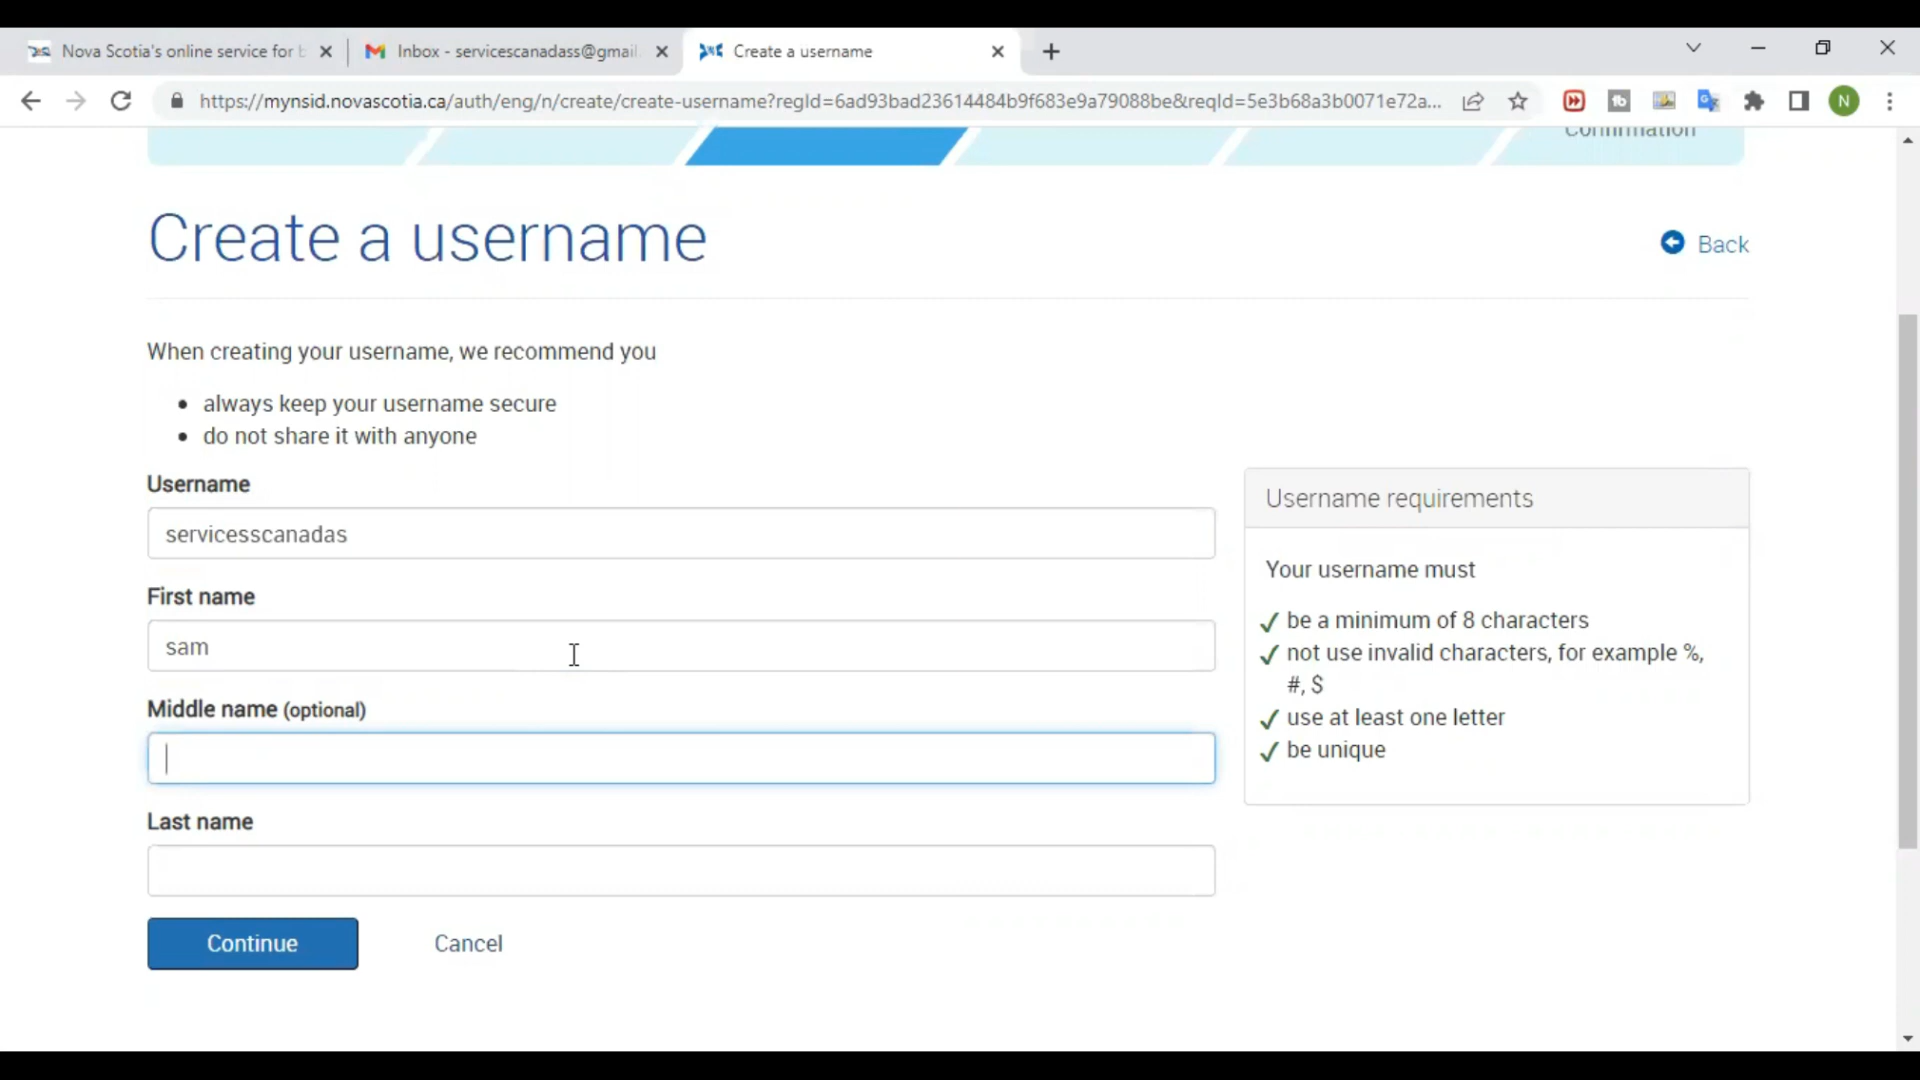 Nova Scotia's online service for b
Inbox - servicescanadass@gmail.
Create a username
https://mynsid.novascotia.ca/auth/eng/n/create/create-username?regId=6ad93bad23614484b9f683e9a79088be&reqId=5e3b68a3b0071e72a...
N
Confirmation
Create a username
Back
When creating your username, we recommend you
• always keep your username secure
• do not share it with anyone
Username
servicesscanadas
First name
sam
Middle name (optional)
Last name
Continue
Cancel
Username requirements
Your username must
✓ be a minimum of 8 characters
✓ not use invalid characters, for example %,
#, $
✓ use at least one letter
✓ be unique